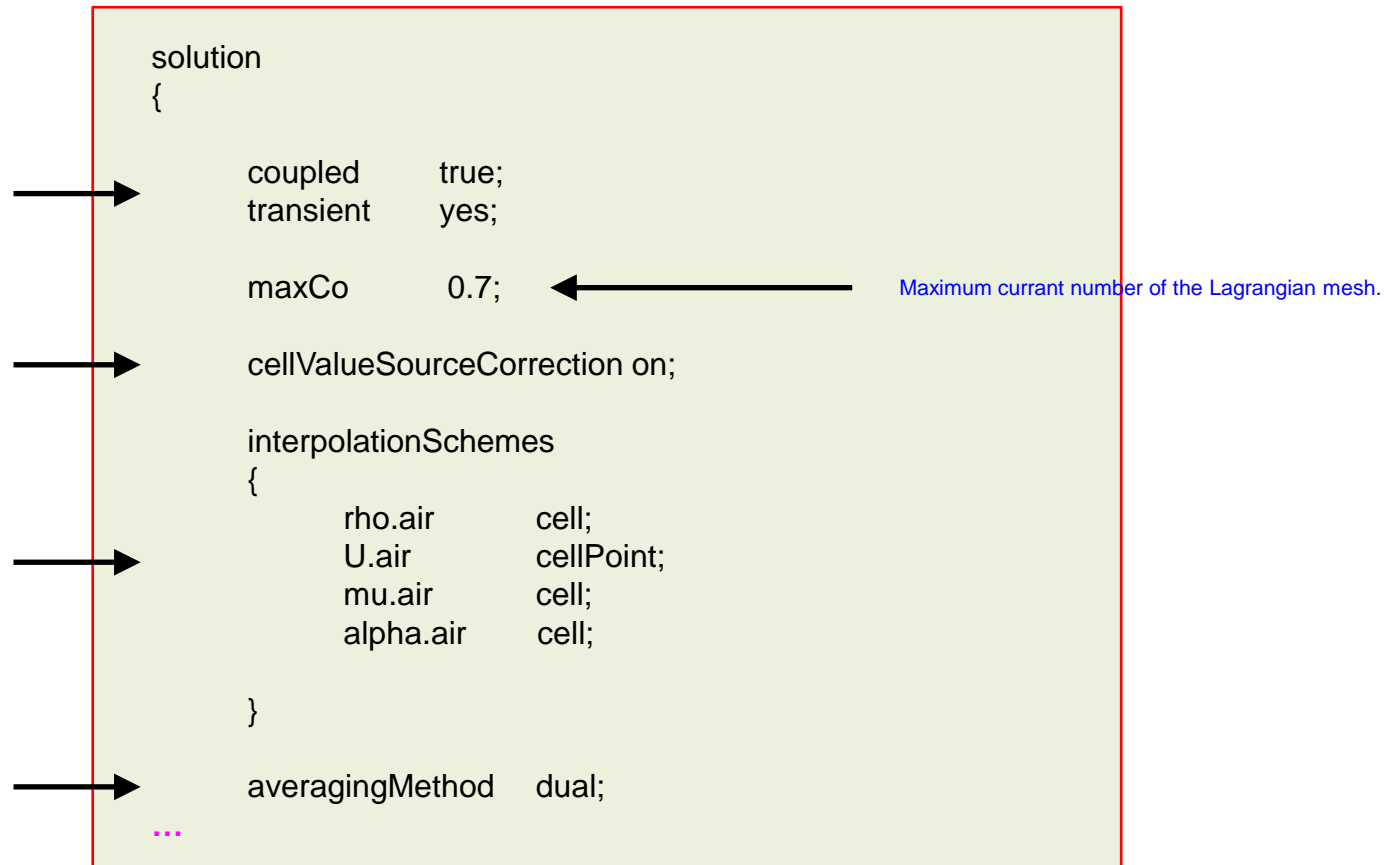 solution
{
coupled true;
transient yes;
maxCo 0.7;
Maximum currant number of the Lagrangian mesh.
cellValueSourceCorrection on;
interpolationSchemes
{
rho.air cell;
U.air cellPoint;
mu.air cell;
alpha.air cell;
}
averagingMethod dual;
…